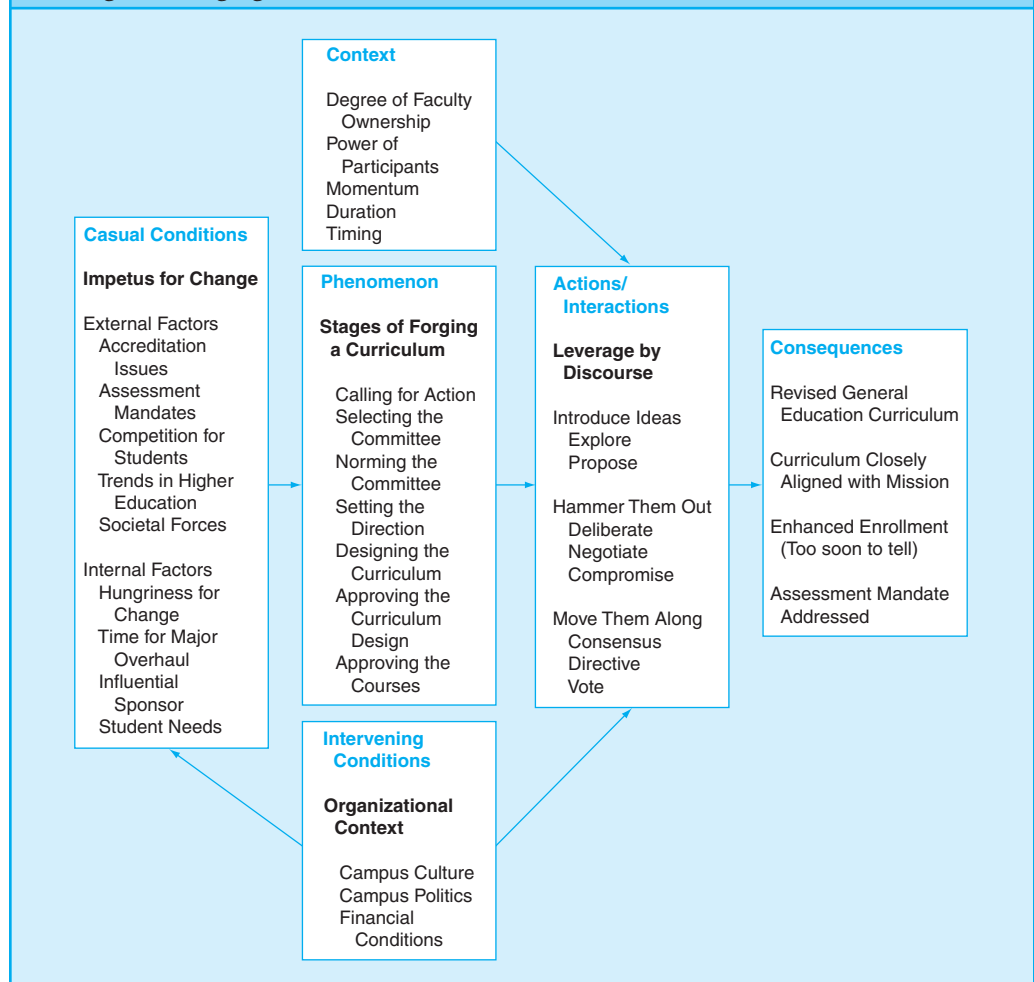 Context
Degree of Faculty
Ownership
Power of
Participants
Momentum
Duration
Timing
Casual Conditions
Impetus for Change
External Factors
Accreditation
Issues
Assessment
Mandates
Competition for
Students
Trends in Higher
Education
Societal Forces
Internal Factors
Hungriness for
Change
Time for Major
Overhaul
Influential
Sponsor
Student Needs
Phenomenon
Stages of Forging
a Curriculum
Calling for Action
Selecting the
Committee
Norming the
Committee
Setting the
Direction
Designing the
Curriculum
Approving the
Curriculum
Design
Approving the
Courses
Actions/
Interactions
Leverage by
Discourse
Introduce Ideas
Explore
Propose
Hammer Them Out
Deliberate
Negotiate
Compromise
Move Them Along
Consensus
Directive
Vote
Consequences
Revised General
Education Curriculum
Curriculum Closely
Aligned with Mission
Enhanced Enrollment
(Too soon to tell)
Assessment Mandate
Addressed
Intervening
Conditions
Organizational
Context
Campus Culture
Campus Politics
Financial
Conditions